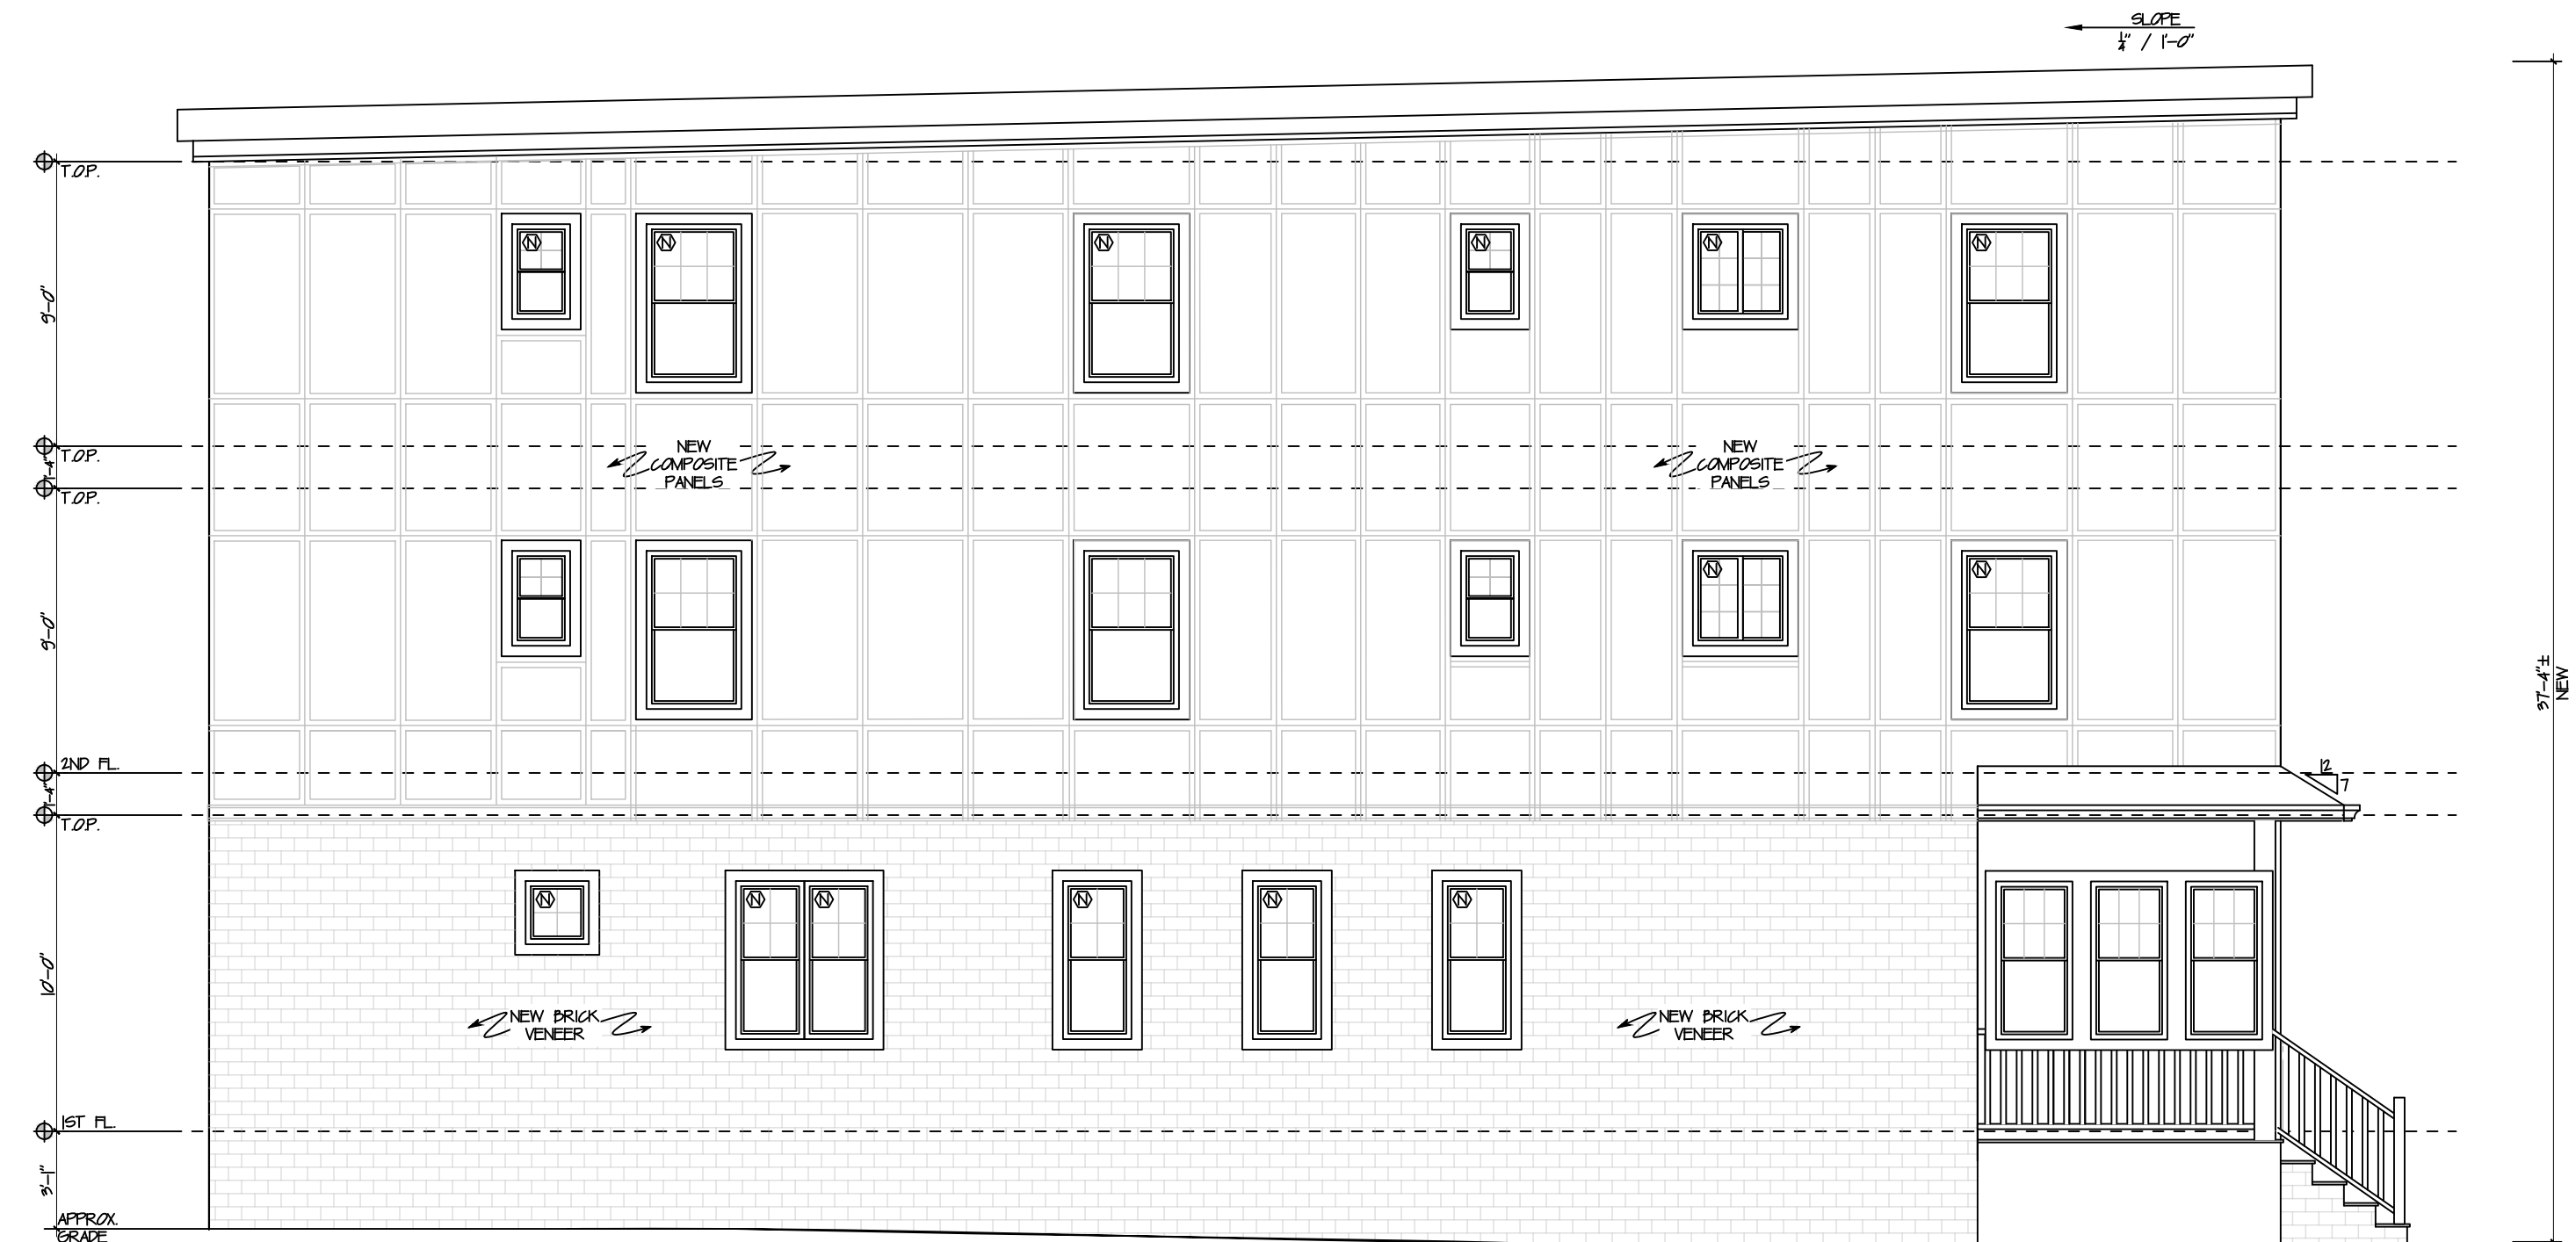 SLOPE
1/4" / 1'-0"
T.O.P.
N
N
N
N
N
N
9'-0"
T.O.P.
1'-4"
T.O.P.
NEW
COMPOSITE
PANELS
NEW
COMPOSITE
PANELS
N
N
9'-0"
37'-4"±
NEW
2ND FL.
1'-4"
T.O.P.
12
7
N
N
N
N
N
N
10'-0"
NEW BRICK
VENEER
NEW BRICK
VENEER
1ST FL.
3'-1"
APPROX.
GRADE